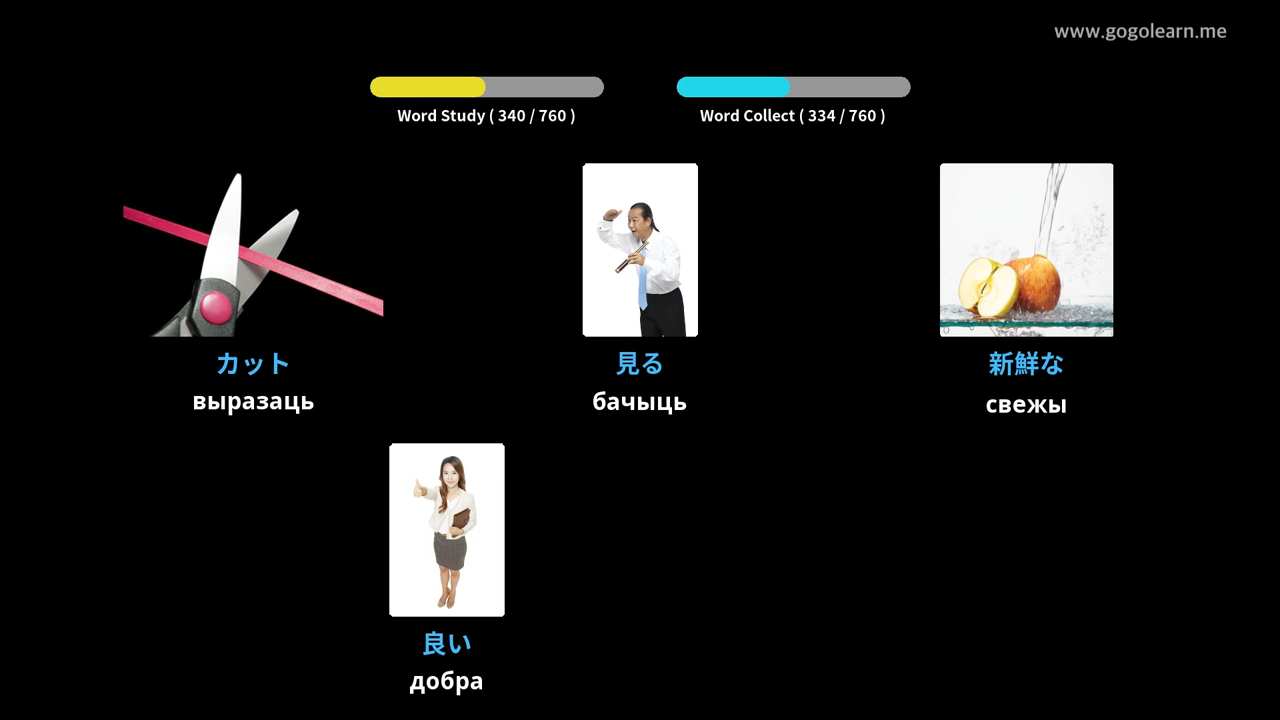 www.gogolearn.me
Word Study ( 340 / 760 )
Word Collect ( 334 / 760 )
カット
выразаць
見る
бачыць
新鮮な
свежы
良い
добра